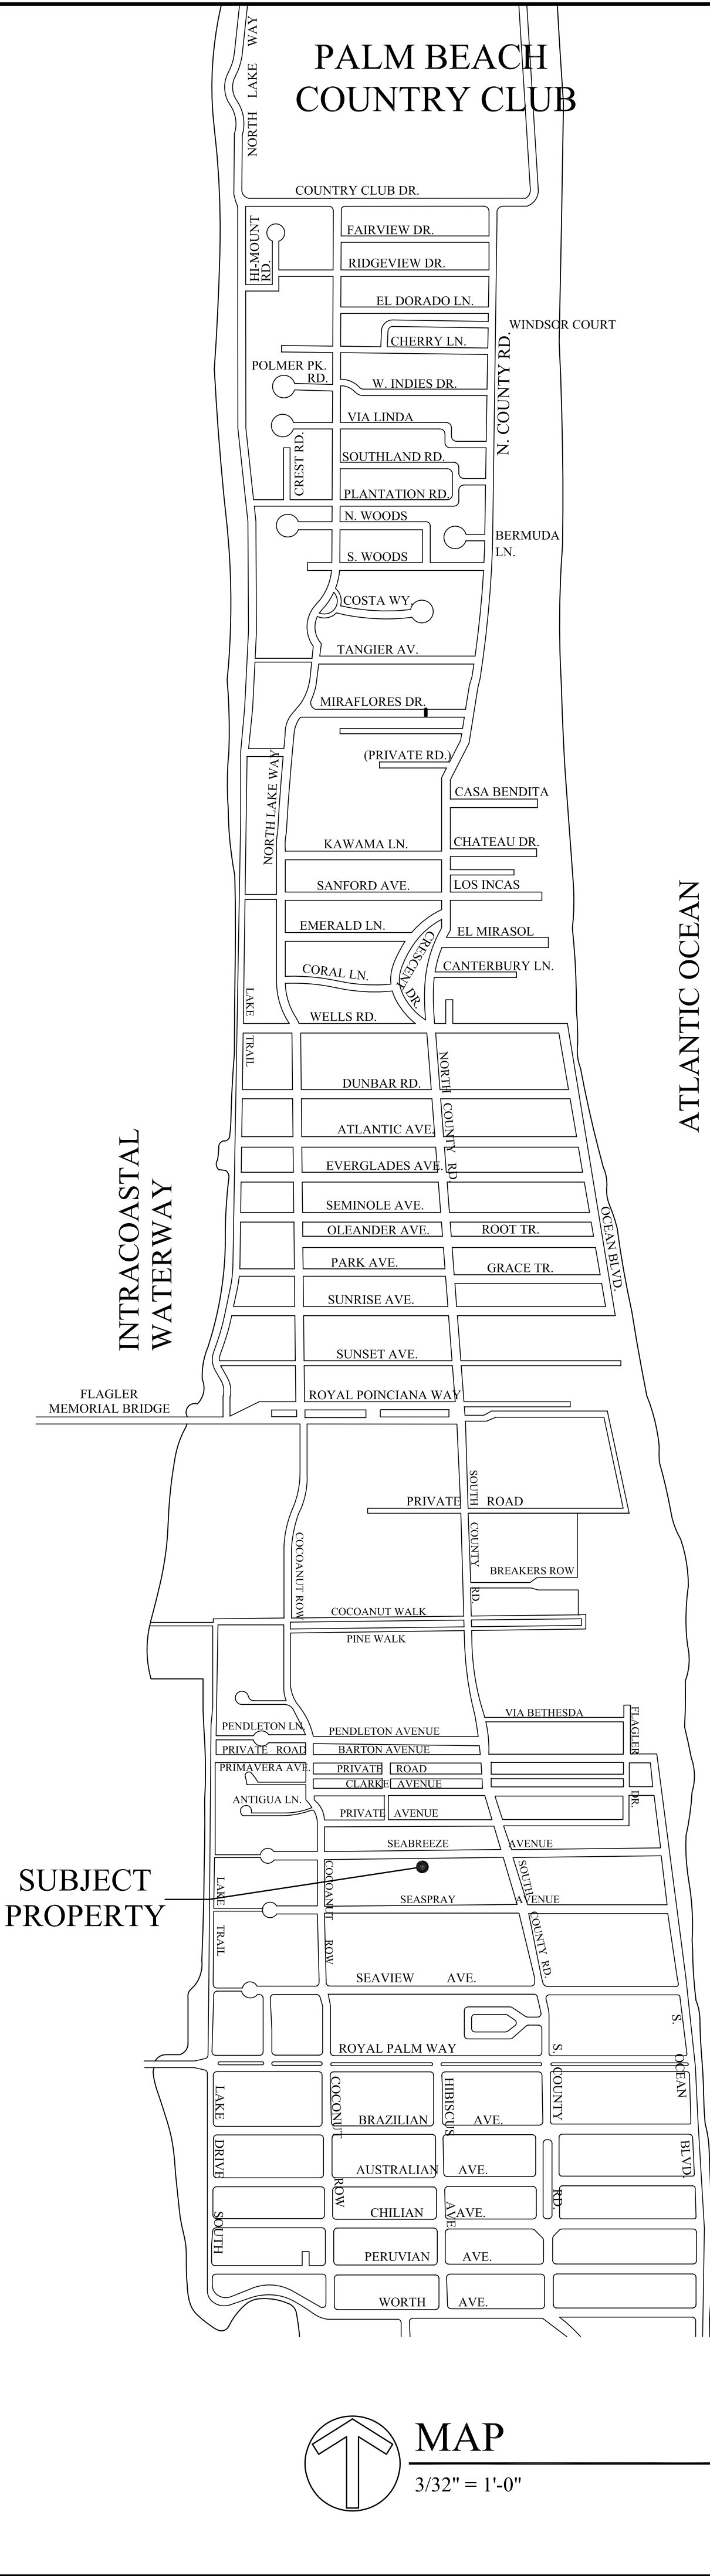 NORTH LAKE WAY
PALM BEACH
COUNTRY CLUB
COUNTRY CLUB DR.
HI-MOUNT
RD.
FAIRVIEW DR.
RIDGEVIEW DR.
EL DORADO LN.
WINDSOR COURT
CHERRY LN.
N. COUNTY RD.
POLMER PK.
RD.
W. INDIES DR.
VIA LINDA
CREST RD.
SOUTHLAND RD.
PLANTATION RD.
N. WOODS
BERMUDA
LN.
S. WOODS
COSTA WY.
TANGIER AV.
MIRAFLORES DR.
(PRIVATE RD.)
NORTH LAKE WAY
CASA BENDITA
KAWAMA LN.
CHATEAU DR.
SANFORD AVE.
LOS INCAS
EMERALD LN.
EL MIRASOL
CRESCENT DR.
CORAL LN.
CANTERBURY LN.
ATLANTIC OCEAN
LAKE TRAIL
WELLS RD.
NORTH COUNTY RD.
DUNBAR RD.
ATLANTIC AVE.
EVERGLADES AVE.
INTRACOASTAL
WATERWAY
SEMINOLE AVE.
OLEANDER AVE.
ROOT TR.
OCEAN BLVD.
PARK AVE.
GRACE TR.
SUNRISE AVE.
SUNSET AVE.
FLAGLER
MEMORIAL BRIDGE
ROYAL POINCIANA WAY
SOUTH COUNTY RD.
PRIVATE ROAD
COCOANUT ROW
BREAKERS ROW
COCOANUT WALK
PINE WALK
VIA BETHESDA
FLAGLER DR.
PENDLETON LN.
PENDLETON AVENUE
PRIVATE ROAD
BARTON AVENUE
PRIMAVERA AVE.
PRIVATE ROAD
CLARKE AVENUE
ANTIGUA LN.
PRIVATE AVENUE
SEABREEZE AVENUE
SUBJECT
PROPERTY
LAKE TRAIL
COCOANUT ROW
SOUTH COUNTY RD.
SEASPRAY AVENUE
SEAVIEW AVE.
S. OCEAN BLVD.
ROYAL PALM WAY
S. COUNTY RD.
LAKE DRIVE SOUTH
COCONUT ROW
HIBISCUS AVE
BRAZILIAN AVE.
AUSTRALIAN AVE.
CHILIAN AVE.
PERUVIAN AVE.
WORTH AVE.
MAP
3/32" = 1'-0"